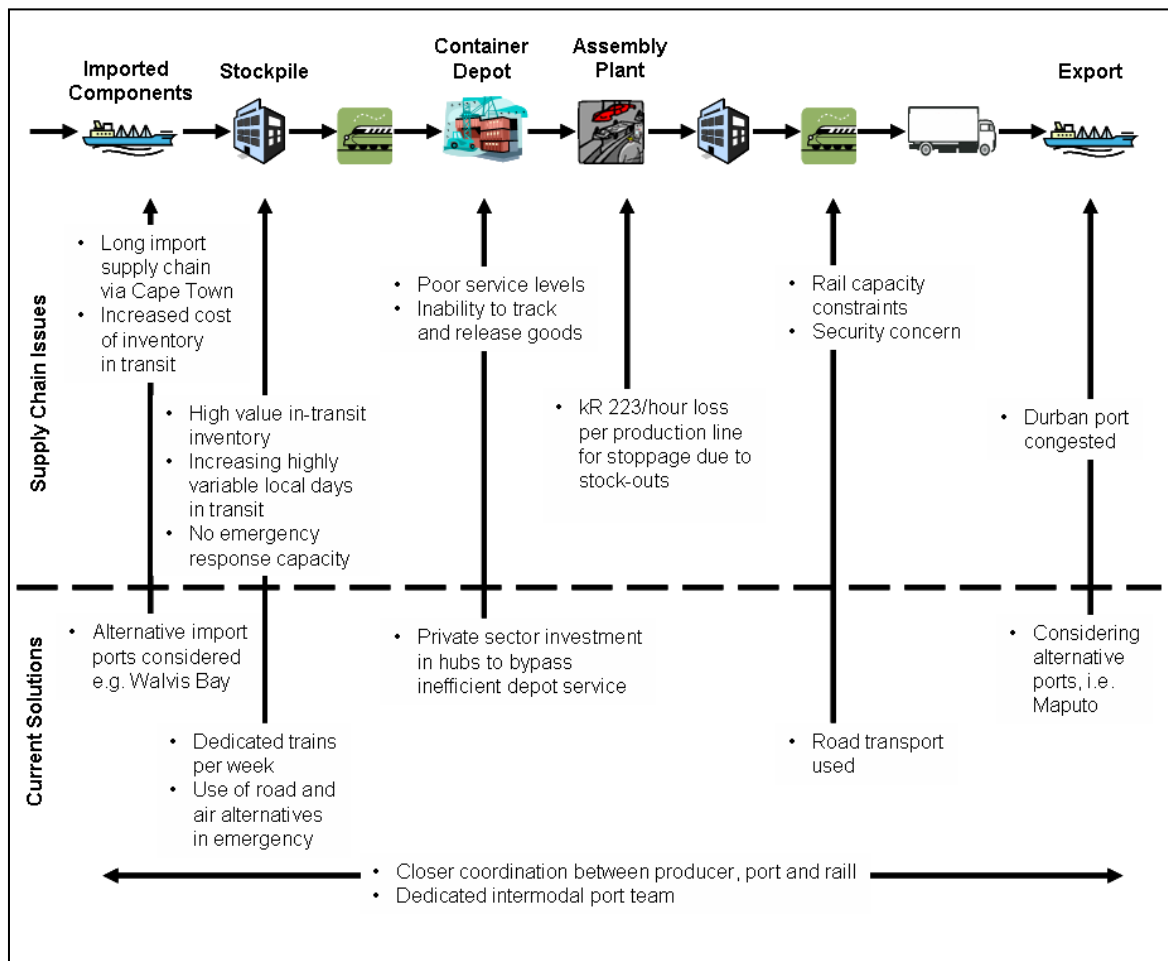 Imported
Components
Stockpile
Container
Depot
Assembly
Plant
Export
Supply Chain Issues
• Long import
supply chain
via Cape Town
• Increased cost
of inventory
in transit
• High value in-transit
inventory
• Increasing highly
variable local days
in transit
• No emergency
response capacity
• Poor service levels
• Inability to track
and release goods
• kR 223/hour loss
per production line
for stoppage due to
stock-outs
• Rail capacity
constraints
• Security concern
• Durban port
congested
Current Solutions
• Alternative import
ports considered
e.g. Walvis Bay
• Dedicated trains
per week
• Use of road and
air alternatives
in emergency
• Private sector investment
in hubs to bypass
inefficient depot service
• Road transport
used
• Considering
alternative
ports, i.e.
Maputo
• Closer coordination between producer, port and raill
• Dedicated intermodal port team